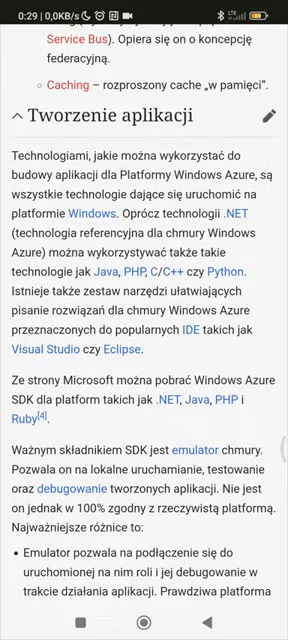 0:29 | 0,0KB/s
Service Bus). Opiera się on o koncepję
federacyjną.
Caching – rozproszony cache „w pamięci”.
Tworzenie aplikacji
Technologiami, jakie można wykorzystać do
budowy aplikacji dla Platformy Windows Azure, są
wszystkie technologie dające się uruchomić na
platformie Windows. Oprócz technologii .NET
(technologia referencyjna dla chmury Windows
Azure) można wykorzystywać także takie
technologie jak Java, PHP, C/C++ czy Python.
Istnieje także zestaw narzędzi ułatwiających
pisanie rozwiązań dla chmury Windows Azure
przeznaczonych do popularnych IDE takich jak
Visual Studio czy Eclipse.
Ze strony Microsoft można pobrać Windows Azure
SDK dla platform takich jak .NET, Java, PHP i
Ruby[4].
Ważnym składnikiem SDK jest emulator chmury.
Pozwala on na lokalne uruchamianie, testowanie
oraz debugowanie tworzonych aplikacji. Nie jest
on jednak w 100% zgodny z rzeczywistą platformą.
Najważniejsze różnice to:
Emulator pozwala na podłączenie się do
uruchomionej na nim roli i jej debugowanie w
trakcie działania aplikacji. Prawdziwa platforma